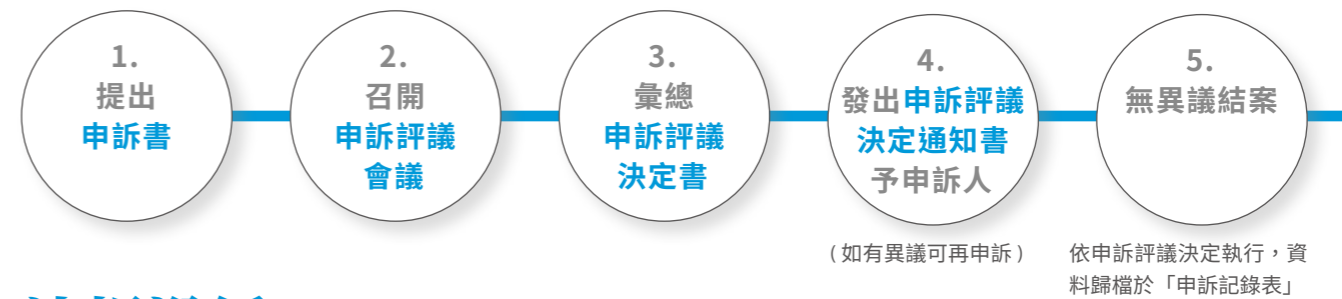 1.
提出
申訴書
2.
召開
申訴評議
會議
3.
彙總
申訴評議
決定書
4.
發出申訴評議
決定通知書
予申訴人
5.
無異議結案
(如有異議可再申訴)
依申訴評議決定執行，資
料歸檔於「申訴記錄表」